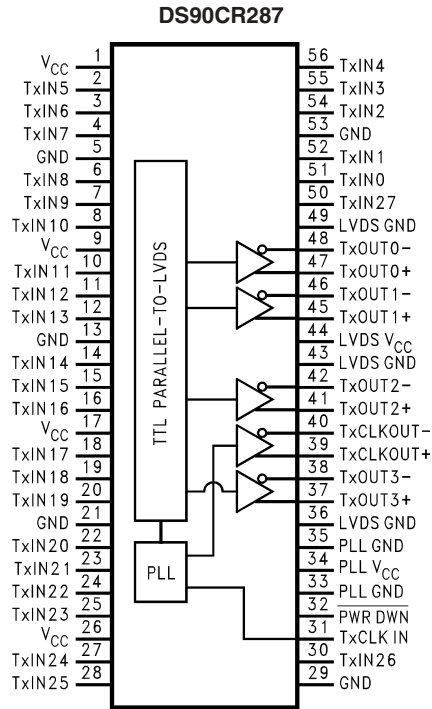 DS90CR287
VCC 1
TxIN5 2
TxIN6 3
TxIN7 4
GND 5
TxIN8 6
TxIN9 7
TxIN10 8
VCC 9
TxIN11 10
TxIN12 11
TxIN13 12
GND 13
TxIN14 14
TxIN15 15
TxIN16 16
VCC 17
TxIN17 18
TxIN18 19
TxIN19 20
GND 21
TxIN20 22
TxIN21 23
TxIN22 24
TxIN23 25
VCC 26
TxIN24 27
TxIN25 28
TTL PARALLEL-TO-LVDS
PLL
56 TxIN4
55 TxIN3
54 TxIN2
53 GND
52 TxIN1
51 TxIN0
50 TxIN27
49 LVDS GND
48 TxOUT0-
47 TxOUT0+
46 TxOUT1-
45 TxOUT1+
44 LVDS VCC
43 LVDS GND
42 TxOUT2-
41 TxOUT2+
40 TxCLKOUT-
39 TxCLKOUT+
38 TxOUT3-
37 TxOUT3+
36 LVDS GND
35 PLL GND
34 PLL VCC
33 PLL GND
32 PWR DWN
31 TxCLK IN
30 TxIN26
29 GND